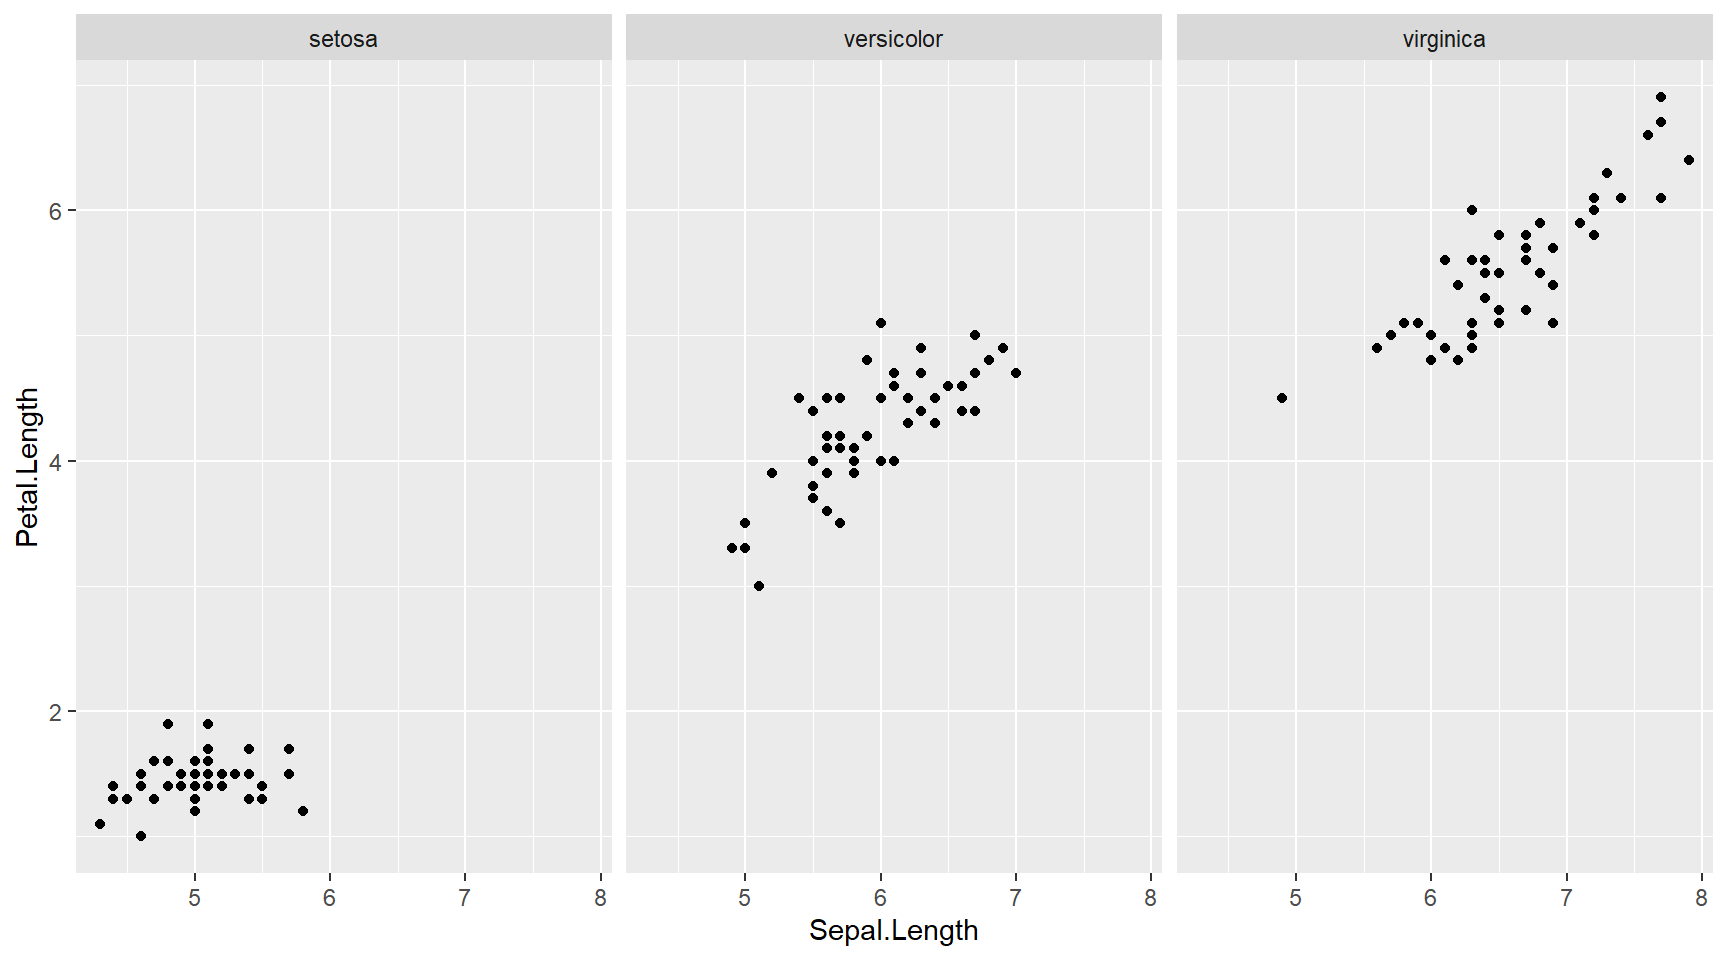 setosa versicolor virginica
6
4
2
Petal.Length
5 6 7 8 5 6 7 8 5 6 7 8
Sepal.Length